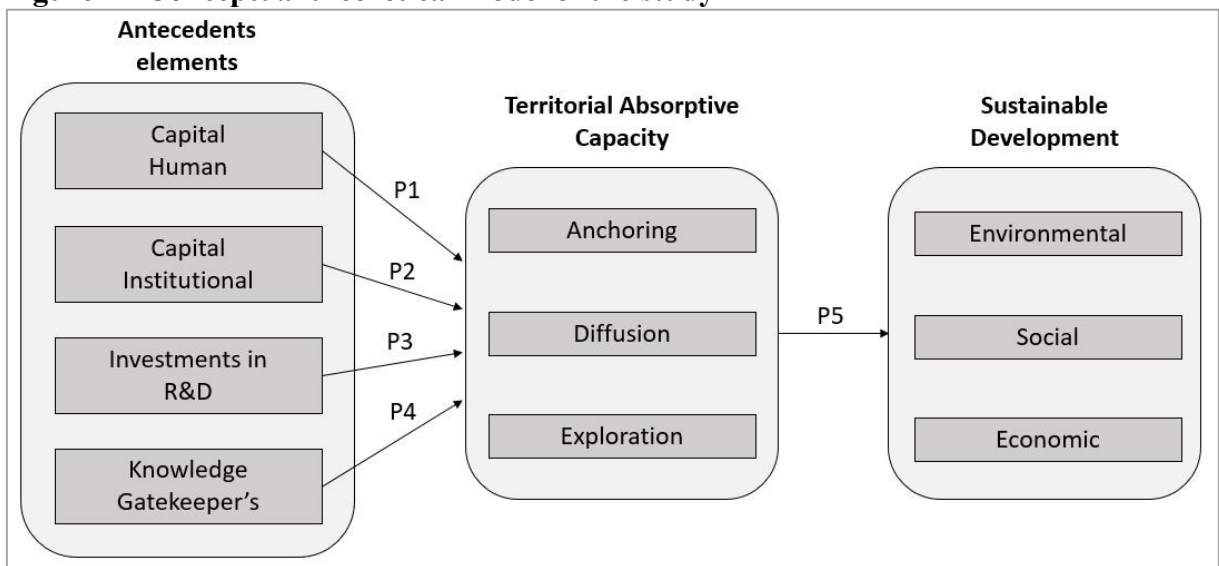 Antecedents
elements
Capital
Human
Capital
Institutional
Investments in
R&D
Knowledge
Gatekeeper's
P1
P2
P3
P4
Territorial Absorptive
Capacity
Anchoring
Diffusion
Exploration
P5
Sustainable
Development
Environmental
Social
Economic